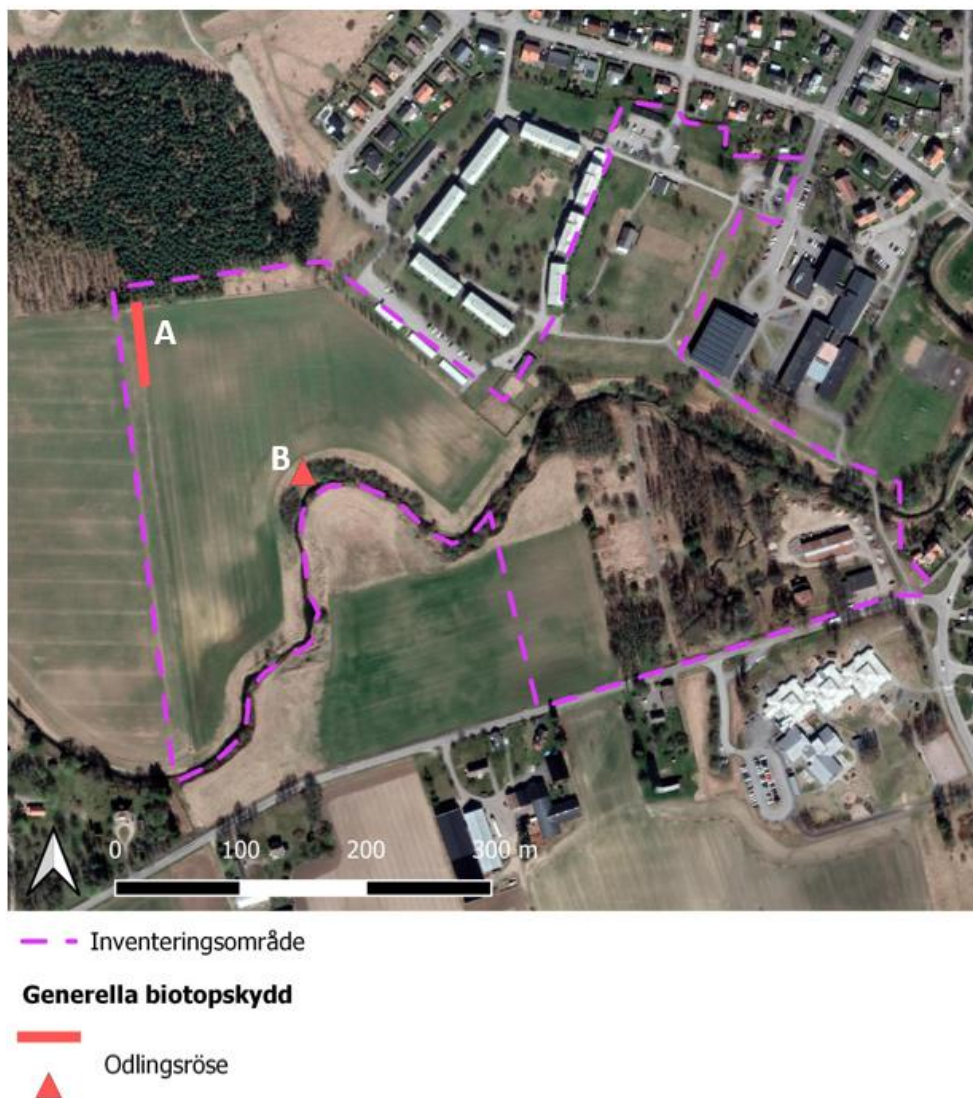 A
B
0 100 200 300 m
Inventeringsområde
Generella biotopskydd
Odlingsröse